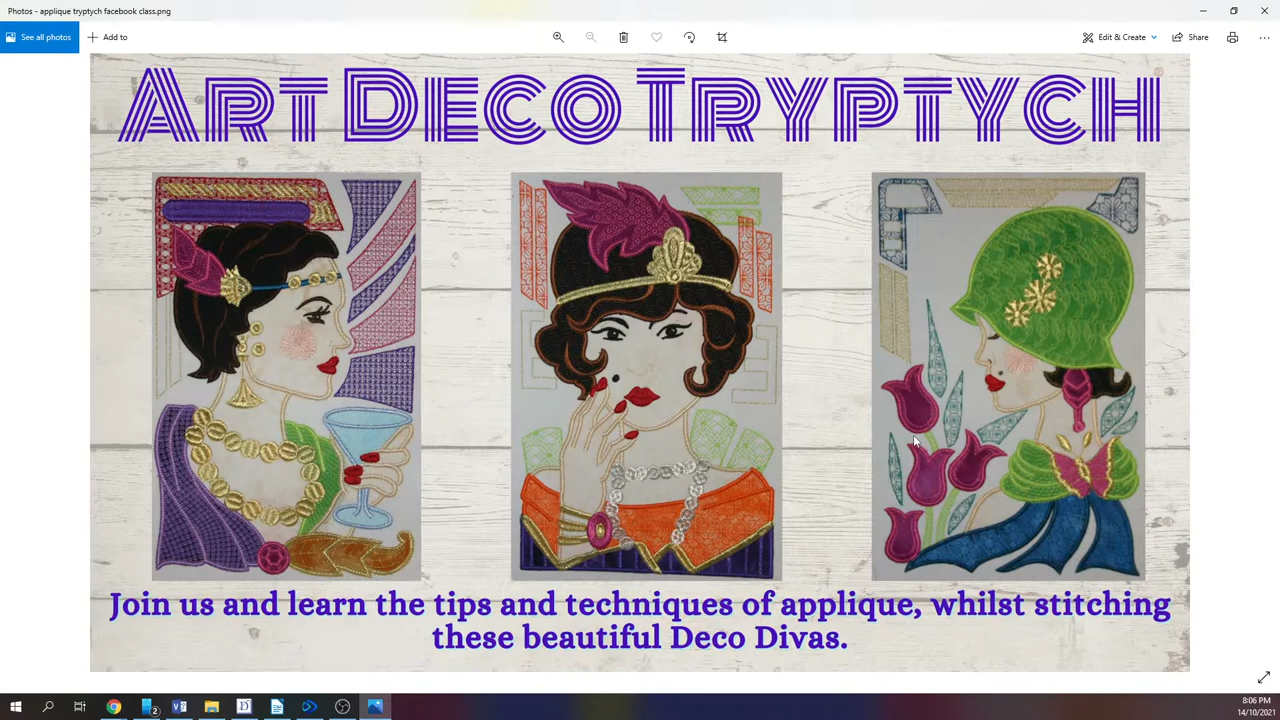 Photos - applique tryptych facebook class.png
See all photos
Add to
Edit & Create
Share
ART DECO TRYPTYCH
Join us and learn the tips and techniques of applique, whilst stitching
these beautiful Deco Divas.
2
8:06 PM
14/10/2021